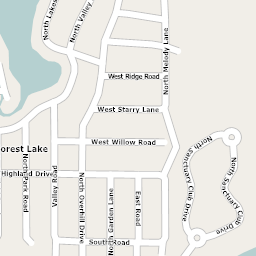 North Lakes
North Valley
North Melody Lane
West Ridge Road
West Starry Lane
West Willow Road
orest Lake
Highland Drive
North Park Road
Valley Road
North Overhill Drive
North Garden Lane
East Road
South Road
North Sanctuary Club Drive
North Sanctuary Club Drive